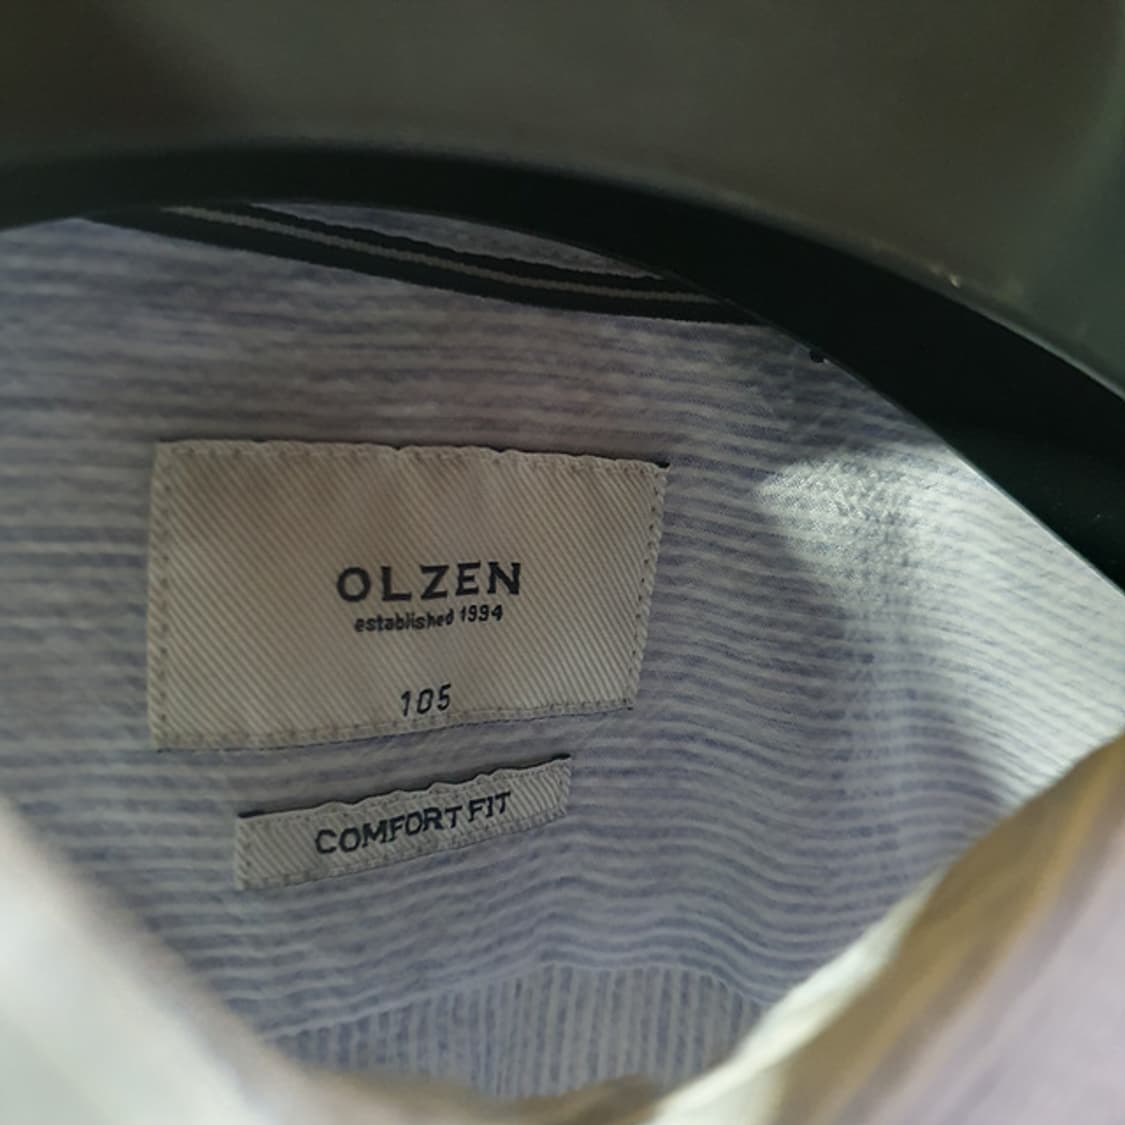 OLZEN
established 1994
105
COMFORT FIT